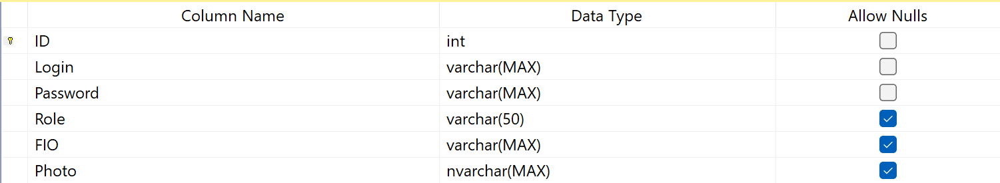 Column Name Data Type Allow Nulls
ID int
Login varchar(MAX)
Password varchar(MAX)
Role varchar(50)
FIO varchar(MAX)
Photo nvarchar(MAX)